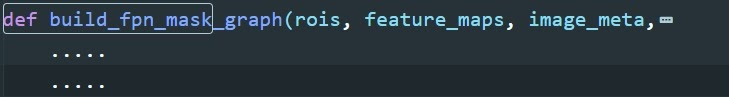 def build_fpn_mask_graph(rois, feature_maps, image_meta,…
.....
.....